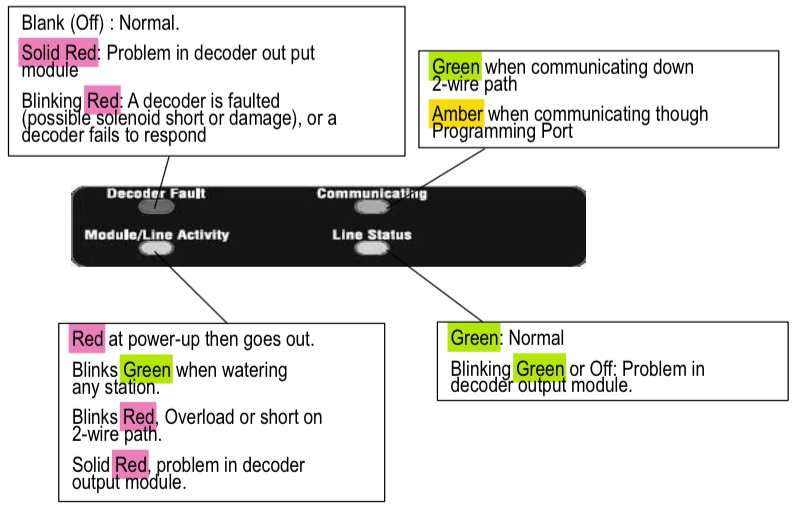 Blank (Off) : Normal.
Solid Red: Problem in decoder out put
module
Blinking Red: A decoder is faulted
(possible solenoid short or damage), or a
decoder fails to respond
Green when communicating down
2-wire path
Amber when communicating though
Programming Port
Decoder Fault
Communicating
Module/Line Activity
Line Status
Red at power-up then goes out.
Blinks Green when watering
any station.
Blinks Red, Overload or short on
2-wire path.
Solid Red, problem in decoder
output module.
Green: Normal
Blinking Green or Off: Problem in
decoder output module.